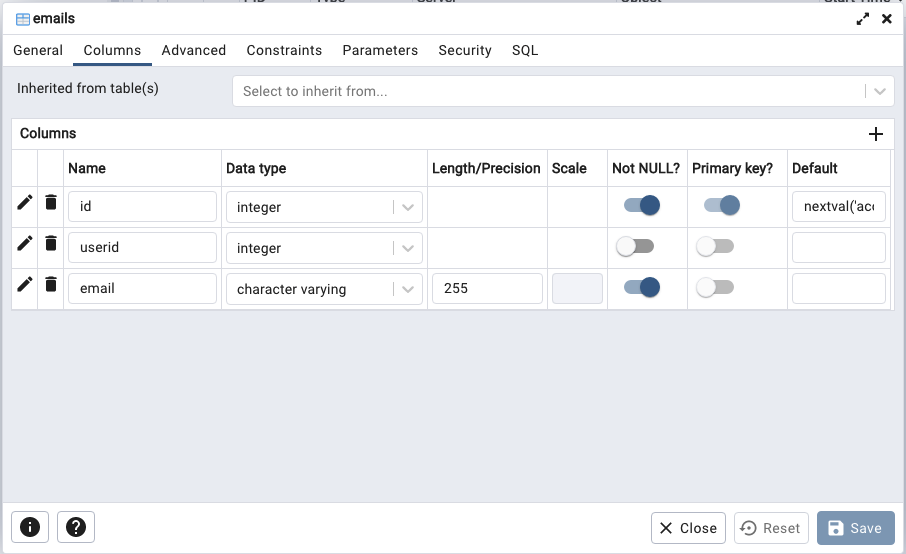 emails
General Columns Advanced Constraints Parameters Security SQL
Inherited from table(s) Select to inherit from...
Columns
Name Data type Length/Precision Scale Not NULL? Primary key? Default
id integer nextval('acc
userid integer
email character varying 255
Close Reset Save